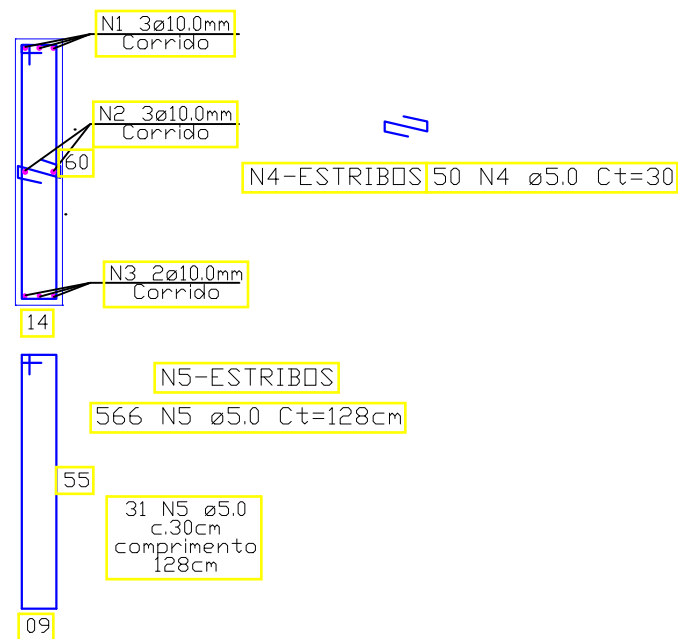 N1 3ø10.0mm
Corrido
N2 3ø10.0mm
Corrido
60
N4-ESTRIBOS 50 N4 ø5.0 Ct=30
N3 2ø10.0mm
Corrido
14
N5-ESTRIBOS
566 N5 ø5.0 Ct=128cm
55
31 N5 ø5.0
c.30cm
comprimento
128cm
09